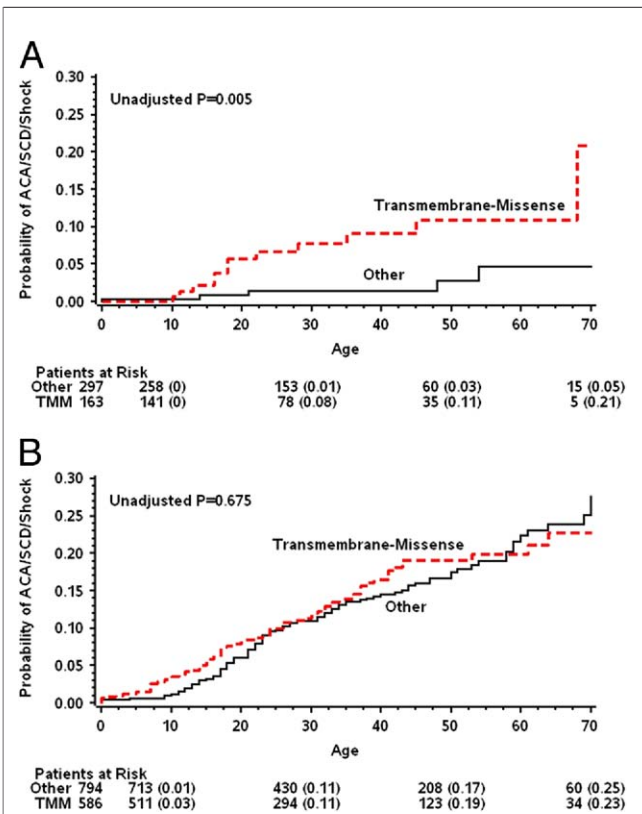 A
0.30
Unadjusted P=0.005
0.25
0.20
0.15
0.10
0.05
0.00
Probability of ACA/SCD/Shock
Transmembrane-Missense
Other
0 10 20 30 40 50 60 70
Age
Patients at Risk
Other 297 258 (0) 153 (0.01) 60 (0.03) 15 (0.05)
TMM 163 141 (0) 78 (0.08) 35 (0.11) 5 (0.21)
B
0.30
Unadjusted P=0.675
0.25
0.20
0.15
0.10
0.05
0.00
Probability of ACA/SCD/Shock
Transmembrane-Missense
Other
0 10 20 30 40 50 60 70
Age
Patients at Risk
Other 794 713 (0.01) 430 (0.11) 208 (0.17) 60 (0.25)
TMM 586 511 (0.03) 294 (0.11) 123 (0.19) 34 (0.23)